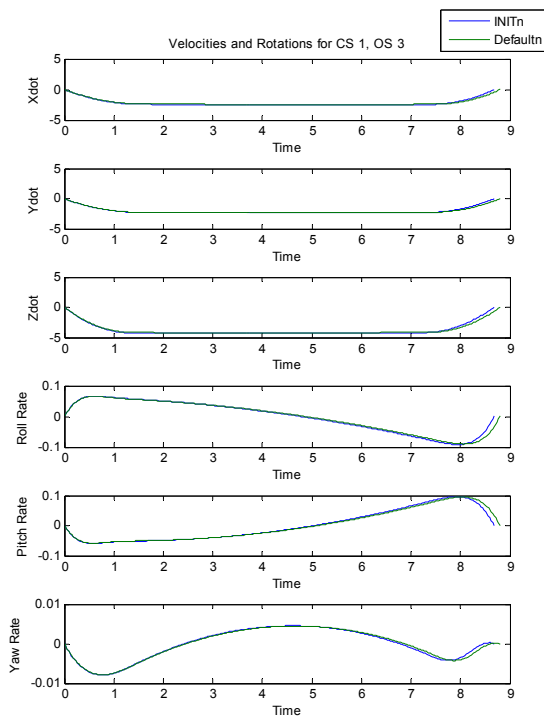 INITn
Defaultn
Velocities and Rotations for CS 1, OS 3
5
0
-5
Xdot
0 1 2 3 4 5 6 7 8 9
Time
5
0
-5
Ydot
0 1 2 3 4 5 6 7 8 9
Time
5
0
-5
Zdot
0 1 2 3 4 5 6 7 8 9
Time
0.1
0
-0.1
Roll Rate
0 1 2 3 4 5 6 7 8 9
Time
0.1
0
-0.1
Pitch Rate
0 1 2 3 4 5 6 7 8 9
Time
0.01
0
-0.01
Yaw Rate
0 1 2 3 4 5 6 7 8 9
Time